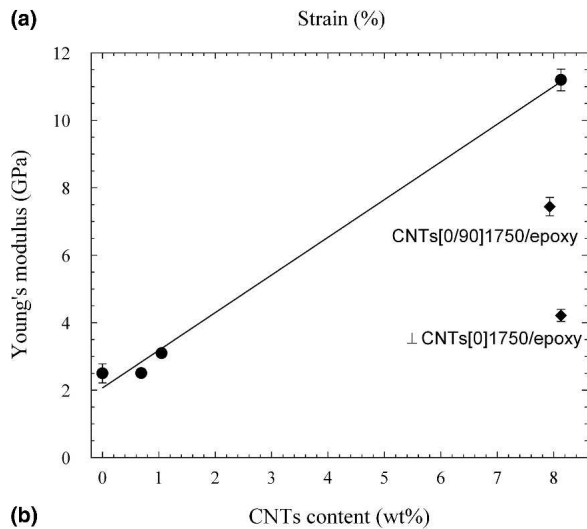 (a)
Strain (%)
12
10
8
6
4
2
0
Young's modulus (GPa)
CNTs[0/90]1750/epoxy
⊥ CNTs[0]1750/epoxy
0 1 2 3 4 5 6 7 8
(b)
CNTs content (wt%)